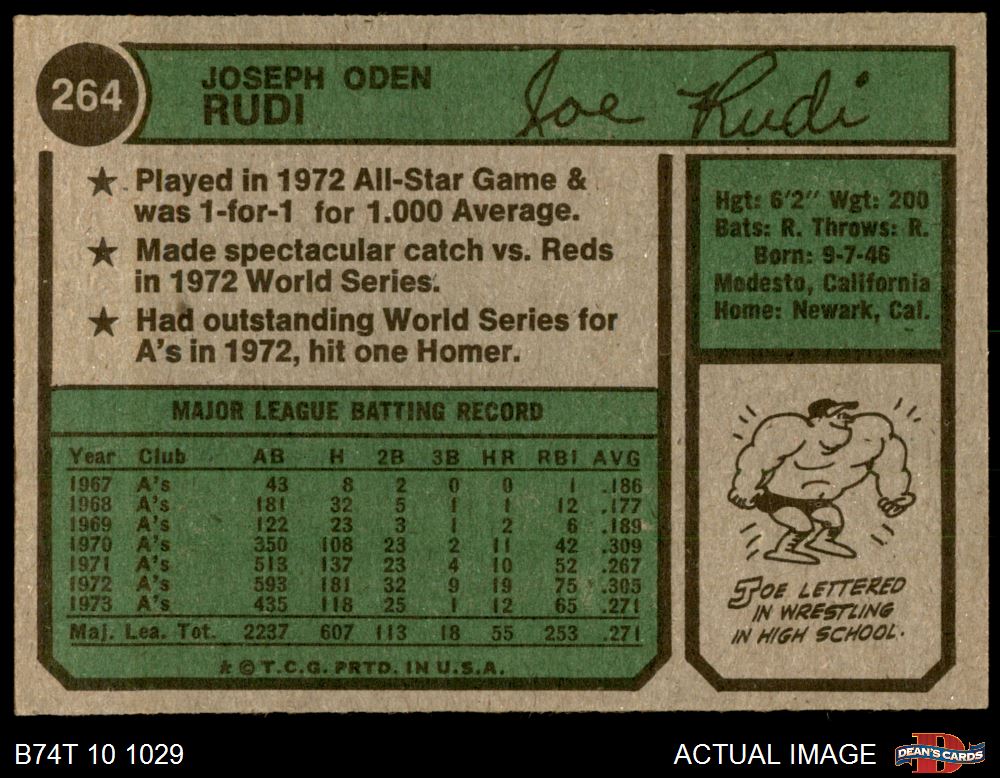 264
JOSEPH ODEN
RUDI
Joe Rudi
★ Played in 1972 All-Star Game &
was 1-for-1 for 1.000 Average.
★ Made spectacular catch vs. Reds
in 1972 World Series.
★ Had outstanding World Series for
A's in 1972, hit one Homer.
Hgt: 6'2" Wgt: 200
Bats: R. Throws: R.
Born: 9-7-46
Modesto, California
Home: Newark, Cal.
MAJOR LEAGUE BATTING RECORD
Year Club AB H 2B 3B HR RBI AVG
1967 A's 43 8 2 0 0 1 .186
1968 A's 181 32 5 1 1 12 .177
1969 A's 122 23 3 1 2 6 .189
1970 A's 350 108 23 2 11 42 .309
1971 A's 513 137 23 4 10 52 .267
1972 A's 593 181 32 9 19 75 .305
1973 A's 435 118 25 1 12 65 .271
Maj. Lea. Tot. 2237 607 113 18 55 253 .271
* © T.C.G. PRTD. IN U.S.A.
JOE LETTERED
IN WRESTLING
IN HIGH SCHOOL.
B74T 10 1029
ACTUAL IMAGE
DEAN'S CARDS